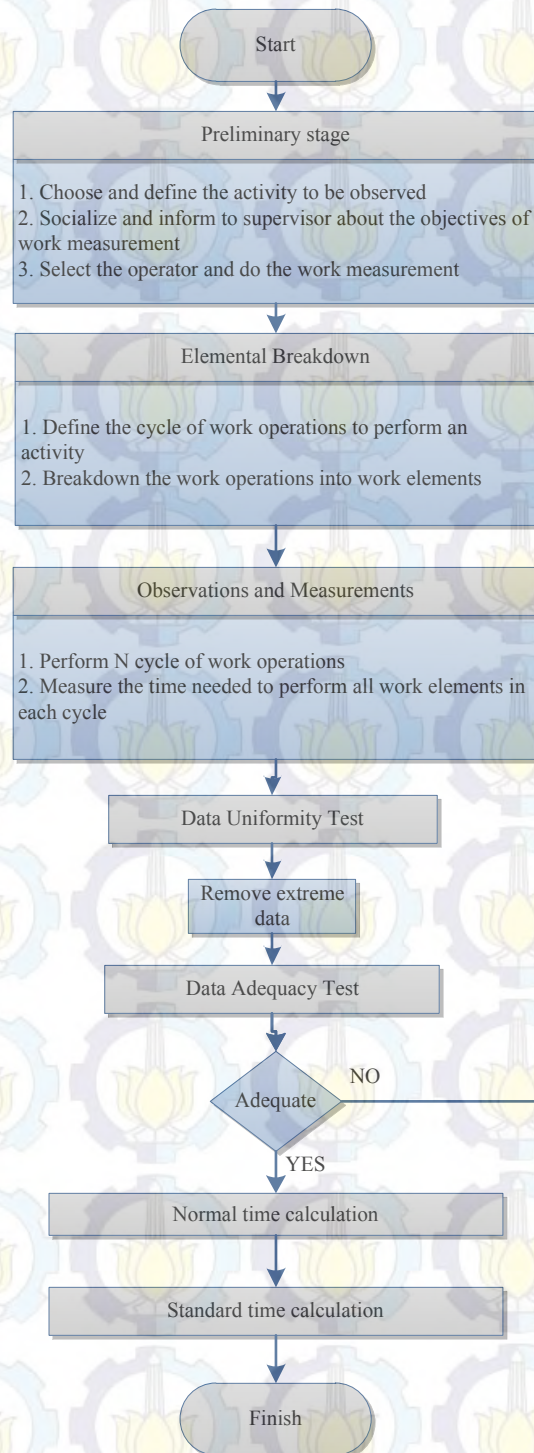 Start
Preliminary stage
1. Choose and define the activity to be observed
2. Socialize and inform to supervisor about the objectives of
work measurement
3. Select the operator and do the work measurement
Elemental Breakdown
1. Define the cycle of work operations to perform an
activity
2. Breakdown the work operations into work elements
Observations and Measurements
1. Perform N cycle of work operations
2. Measure the time needed to perform all work elements in
each cycle
Data Uniformity Test
Remove extreme
data
Data Adequacy Test
Adequate
NO
YES
Normal time calculation
Standard time calculation
Finish